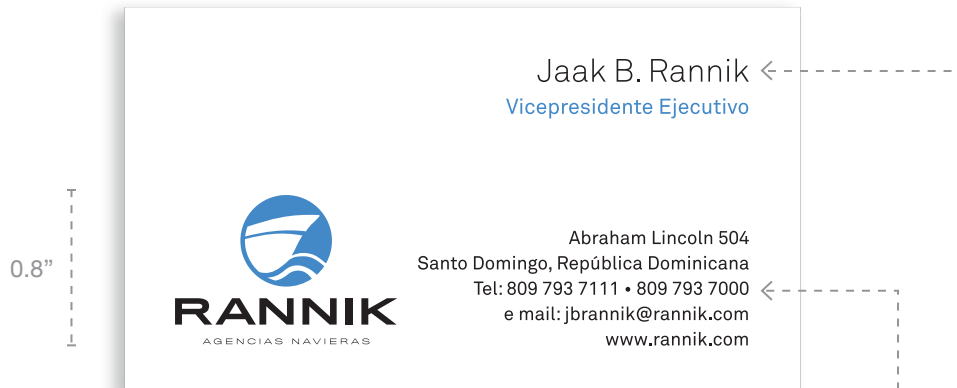 Jaak B. Rannik
Vicepresidente Ejecutivo
0.8”
RANNIK
AGENCIAS NAVIERAS
Abraham Lincoln 504
Santo Domingo, República Dominicana
Tel: 809 793 7111 • 809 793 7000
e mail: jbrannik@rannik.com
www.rannik.com